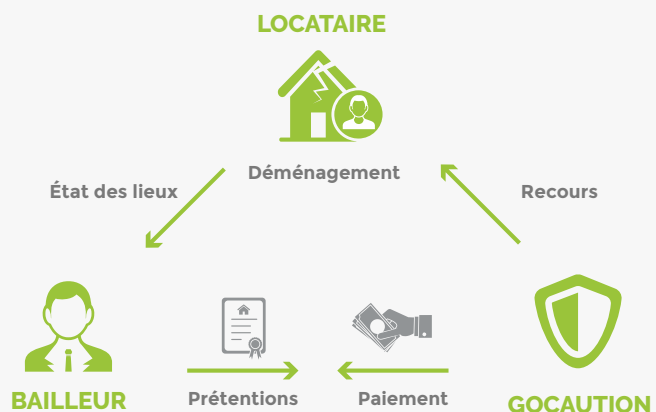 LOCATAIRE
Déménagement
État des lieux
Recours
Prétentions
Paiement
BAILLEUR
GOCAUTION